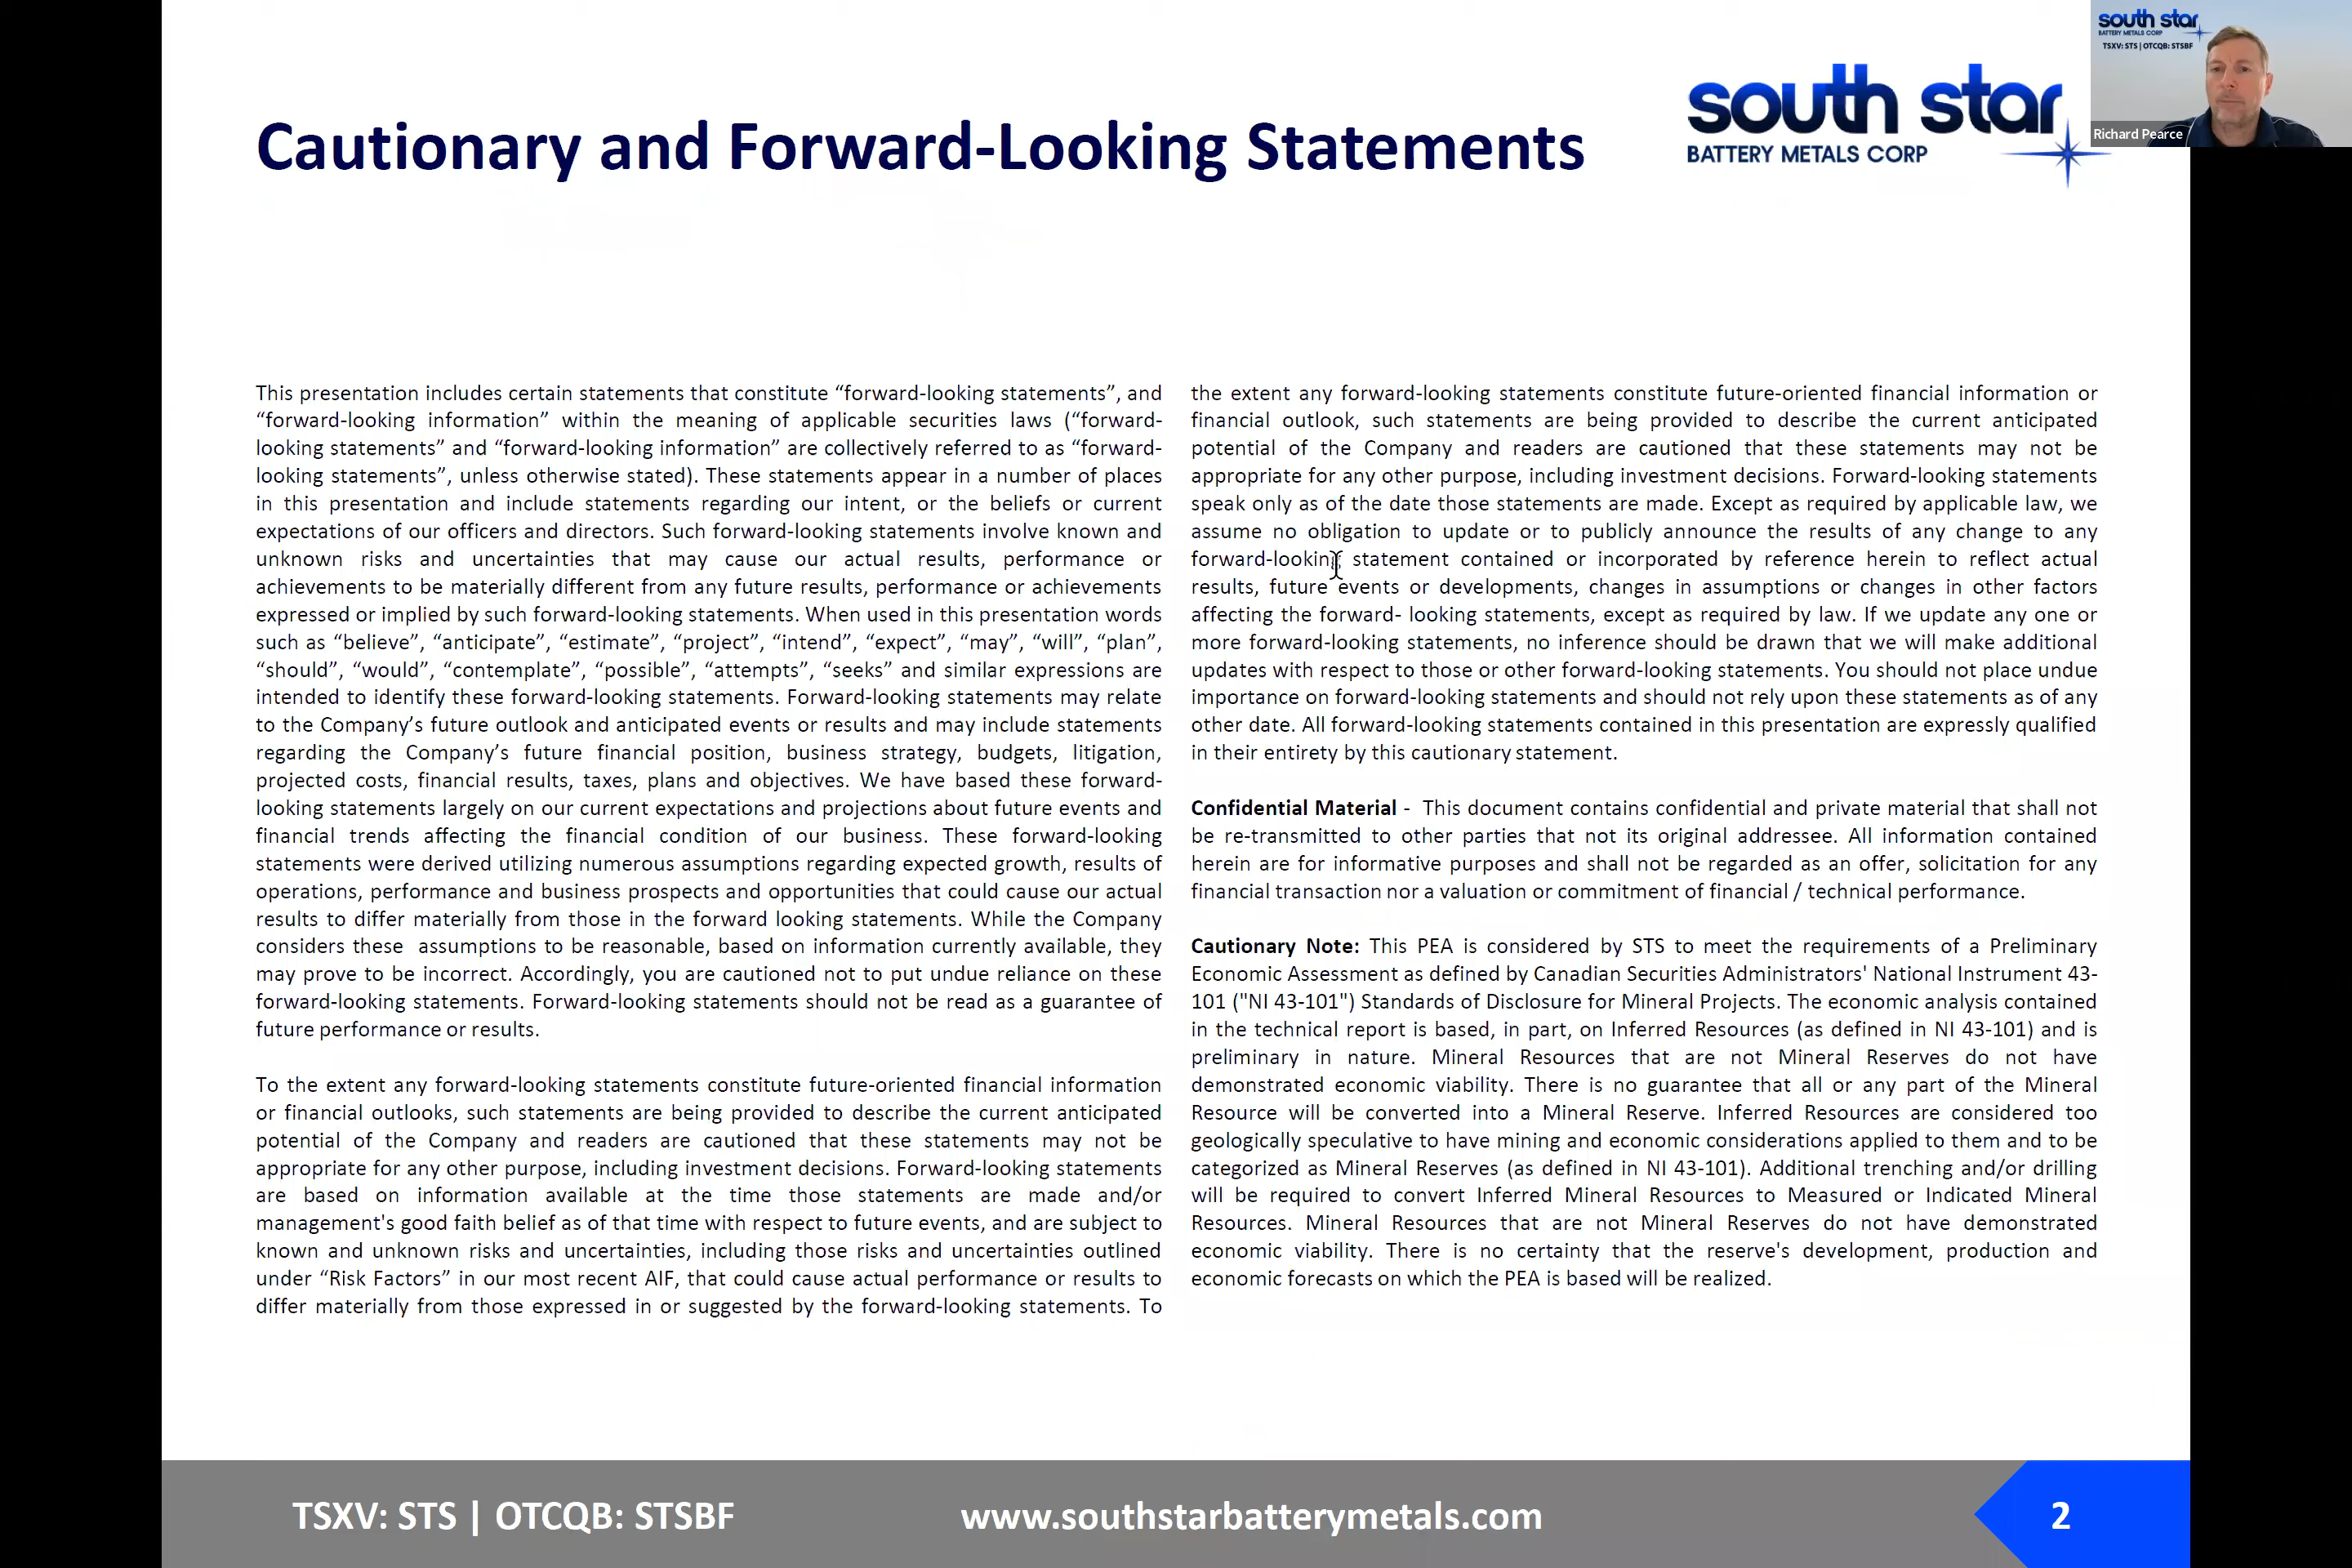 Cautionary and Forward-Looking Statements
south star
BATTERY METALS CORP
south star
BATTERY METALS CORP
TSXV: STS | OTCQB: STSBF
Richard Pearce
This presentation includes certain statements that constitute “forward-looking statements”, and
“forward-looking information” within the meaning of applicable securities laws (“forward-
looking statements” and “forward-looking information” are collectively referred to as “forward-
looking statements”, unless otherwise stated). These statements appear in a number of places
in this presentation and include statements regarding our intent, or the beliefs or current
expectations of our officers and directors. Such forward-looking statements involve known and
unknown risks and uncertainties that may cause our actual results, performance or
achievements to be materially different from any future results, performance or achievements
expressed or implied by such forward-looking statements. When used in this presentation words
such as “believe”, “anticipate”, “estimate”, “project”, “intend”, “expect”, “may”, “will”, “plan”,
“should”, “would”, “contemplate”, “possible”, “attempts”, “seeks” and similar expressions are
intended to identify these forward-looking statements. Forward-looking statements may relate
to the Company’s future outlook and anticipated events or results and may include statements
regarding the Company’s future financial position, business strategy, budgets, litigation,
projected costs, financial results, taxes, plans and objectives. We have based these forward-
looking statements largely on our current expectations and projections about future events and
financial trends affecting the financial condition of our business. These forward-looking
statements were derived utilizing numerous assumptions regarding expected growth, results of
operations, performance and business prospects and opportunities that could cause our actual
results to differ materially from those in the forward looking statements. While the Company
considers these assumptions to be reasonable, based on information currently available, they
may prove to be incorrect. Accordingly, you are cautioned not to put undue reliance on these
forward-looking statements. Forward-looking statements should not be read as a guarantee of
future performance or results.
To the extent any forward-looking statements constitute future-oriented financial information
or financial outlooks, such statements are being provided to describe the current anticipated
potential of the Company and readers are cautioned that these statements may not be
appropriate for any other purpose, including investment decisions. Forward-looking statements
are based on information available at the time those statements are made and/or
management's good faith belief as of that time with respect to future events, and are subject to
known and unknown risks and uncertainties, including those risks and uncertainties outlined
under “Risk Factors” in our most recent AIF, that could cause actual performance or results to
differ materially from those expressed in or suggested by the forward-looking statements. To
the extent any forward-looking statements constitute future-oriented financial information or
financial outlook, such statements are being provided to describe the current anticipated
potential of the Company and readers are cautioned that these statements may not be
appropriate for any other purpose, including investment decisions. Forward-looking statements
speak only as of the date those statements are made. Except as required by applicable law, we
assume no obligation to update or to publicly announce the results of any change to any
forward-looking statement contained or incorporated by reference herein to reflect actual
results, future events or developments, changes in assumptions or changes in other factors
affecting the forward- looking statements, except as required by law. If we update any one or
more forward-looking statements, no inference should be drawn that we will make additional
updates with respect to those or other forward-looking statements. You should not place undue
importance on forward-looking statements and should not rely upon these statements as of any
other date. All forward-looking statements contained in this presentation are expressly qualified
in their entirety by this cautionary statement.
Confidential Material - This document contains confidential and private material that shall not
be re-transmitted to other parties that not its original addressee. All information contained
herein are for informative purposes and shall not be regarded as an offer, solicitation for any
financial transaction nor a valuation or commitment of financial / technical performance.
Cautionary Note: This PEA is considered by STS to meet the requirements of a Preliminary
Economic Assessment as defined by Canadian Securities Administrators' National Instrument 43-
101 ("NI 43-101") Standards of Disclosure for Mineral Projects. The economic analysis contained
in the technical report is based, in part, on Inferred Resources (as defined in NI 43-101) and is
preliminary in nature. Mineral Resources that are not Mineral Reserves do not have
demonstrated economic viability. There is no guarantee that all or any part of the Mineral
Resource will be converted into a Mineral Reserve. Inferred Resources are considered too
geologically speculative to have mining and economic considerations applied to them and to be
categorized as Mineral Reserves (as defined in NI 43-101). Additional trenching and/or drilling
will be required to convert Inferred Mineral Resources to Measured or Indicated Mineral
Resources. Mineral Resources that are not Mineral Reserves do not have demonstrated
economic viability. There is no certainty that the reserve's development, production and
economic forecasts on which the PEA is based will be realized.
TSXV: STS | OTCQB: STSBF
www.southstarbatterymetals.com
2